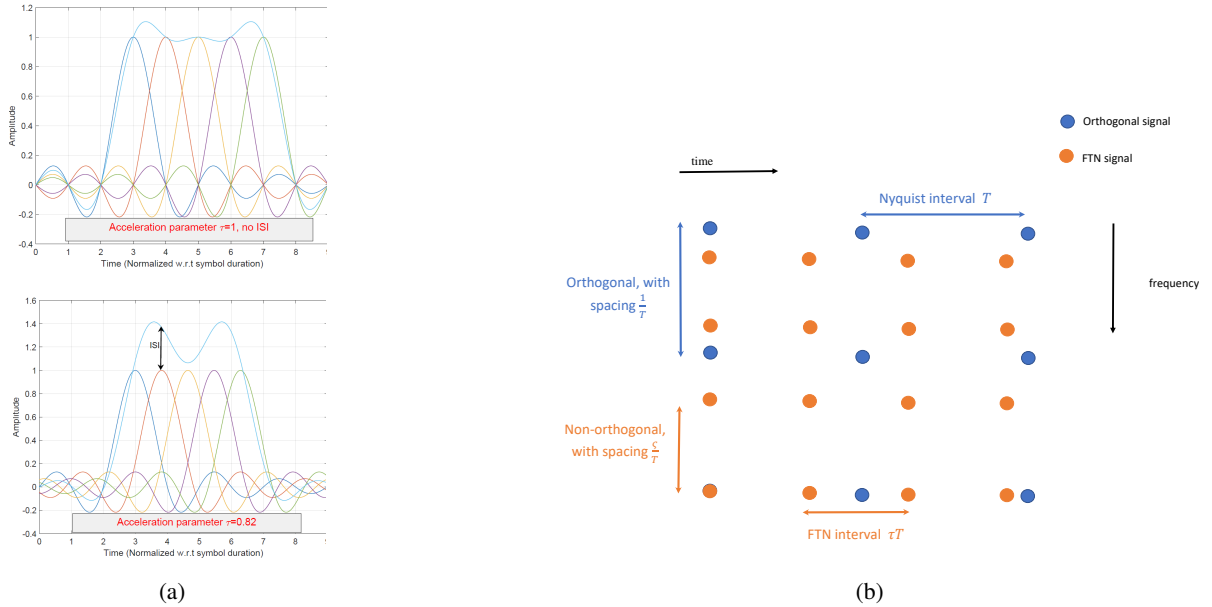 1.2
1
0.8
0.6
0.4
0.2
0
-0.2
-0.4
Amplitude
Acceleration parameter τ=1, no ISI
0 1 2 3 4 5 6 7 8 9
Time (Normalized w.r.t symbol duration)
1.6
1.4
1.2
1
0.8
0.6
0.4
0.2
0
-0.2
-0.4
Amplitude
ISI
Acceleration parameter τ=0.82
0 1 2 3 4 5 6 7 8 9
Time (Normalized w.r.t symbol duration)
(a)
Orthogonal signal
FTN signal
time
Nyquist interval T
Orthogonal, with
spacing 1/T
frequency
Non-orthogonal,
with spacing ς/T
FTN interval τT
(b)